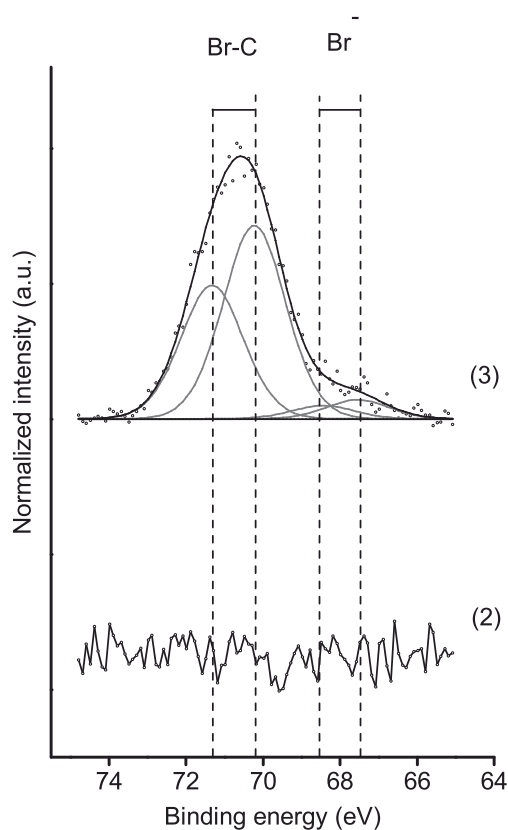 Br-C
Br⁻
Normalized intensity (a.u.)
(3)
(2)
74 72 70 68 66 64
Binding energy (eV)